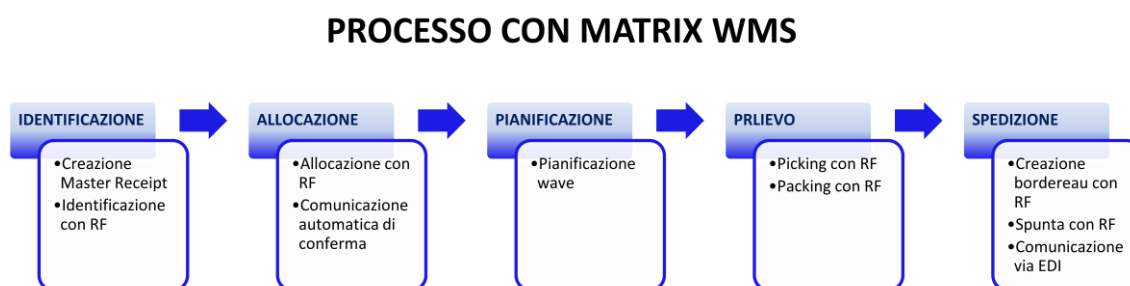 PROCESSO CON MATRIX WMS
IDENTIFICAZIONE
•Creazione
Master Receipt
•Identificazione
con RF
ALLOCAZIONE
•Allocazione con
RF
•Comunicazione
automatica di
conferma
PIANIFICAZIONE
•Pianificazione
wave
PRLIEVO
•Picking con RF
•Packing con RF
SPEDIZIONE
•Creazione
bordereau con
RF
•Spunta con RF
•Comunicazione
via EDI